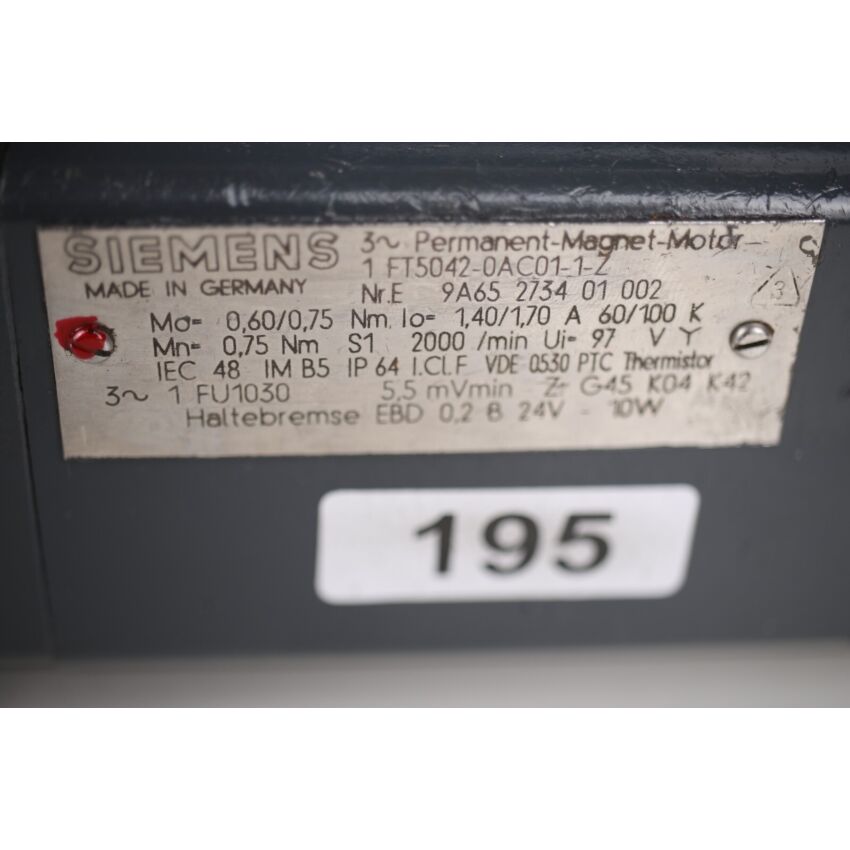 SIEMENS 3~ Permanent-Magnet-Motor
1 FT5042-0AC01-1-Z
MADE IN GERMANY Nr.E 9A65 2734 01 002
3
Mo= 0,60/0,75 Nm Io= 1,40/1,70 A 60/100 K
Mn= 0,75 Nm S1 2000 /min Ui= 97 V Y
IEC 48 IM B5 IP 64 I.Cl.F VDE 0530 PTC Thermistor
3~ 1 FU1030 5,5 mVmin Z= G45 K04 K42
Haltebremse EBD 0,2 B 24V - 10W
195